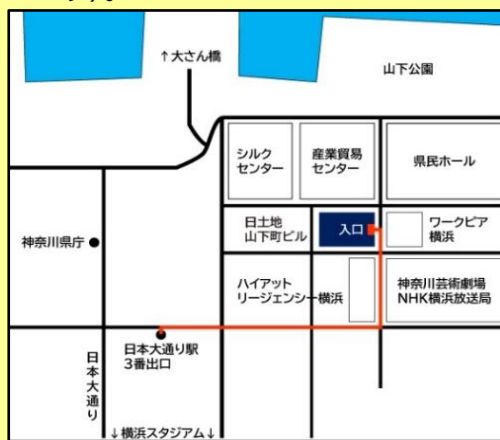 ↑大さん橋
山下公園
シルク
センター
産業貿易
センター
県民ホール
日土地
山下町ビル
入口
ワークピア
横浜
神奈川県庁
ハイアット
リージェンシー横浜
神奈川芸術劇場
NHK横浜放送局
日本大通り駅
3番出口
日本大通り
↓横浜スタジアム↓